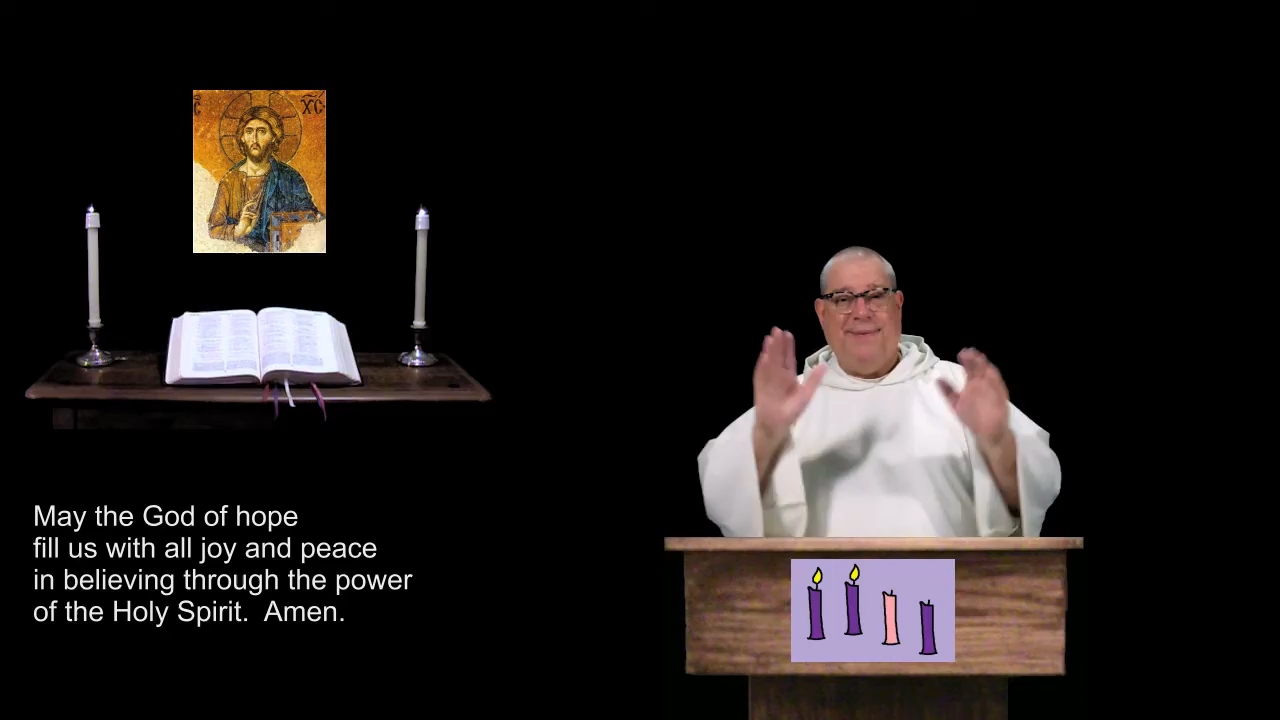 XC
May the God of hope
fill us with all joy and peace
in believing through the power
of the Holy Spirit.  Amen.